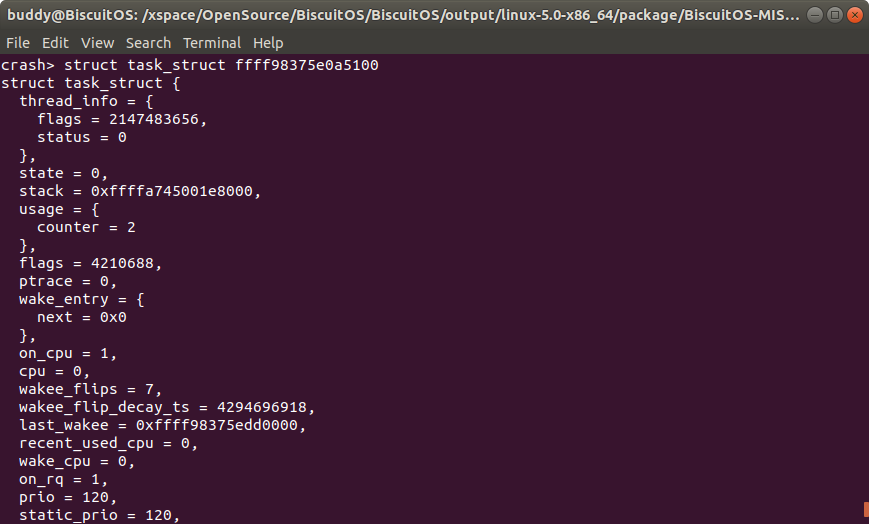 buddy@BiscuitOS: /xspace/OpenSource/BiscuitOS/BiscuitOS/output/linux-5.0-x86_64/package/BiscuitOS-MIS...
File Edit View Search Terminal Help
crash> struct task_struct ffff98375e0a5100
struct task_struct {
  thread_info = {
    flags = 2147483656,
    status = 0
  },
  state = 0,
  stack = 0xffffa745001e8000,
  usage = {
    counter = 2
  },
  flags = 4210688,
  ptrace = 0,
  wake_entry = {
    next = 0x0
  },
  on_cpu = 1,
  cpu = 0,
  wakee_flips = 7,
  wakee_flip_decay_ts = 4294696918,
  last_wakee = 0xffff98375edd0000,
  recent_used_cpu = 0,
  wake_cpu = 0,
  on_rq = 1,
  prio = 120,
  static_prio = 120,